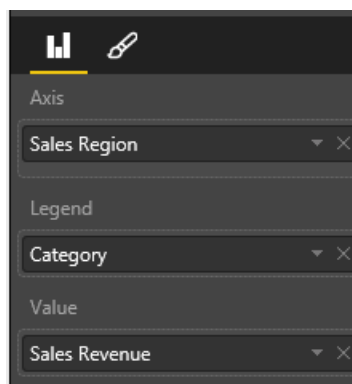 Axis
Sales Region
Legend
Category
Value
Sales Revenue